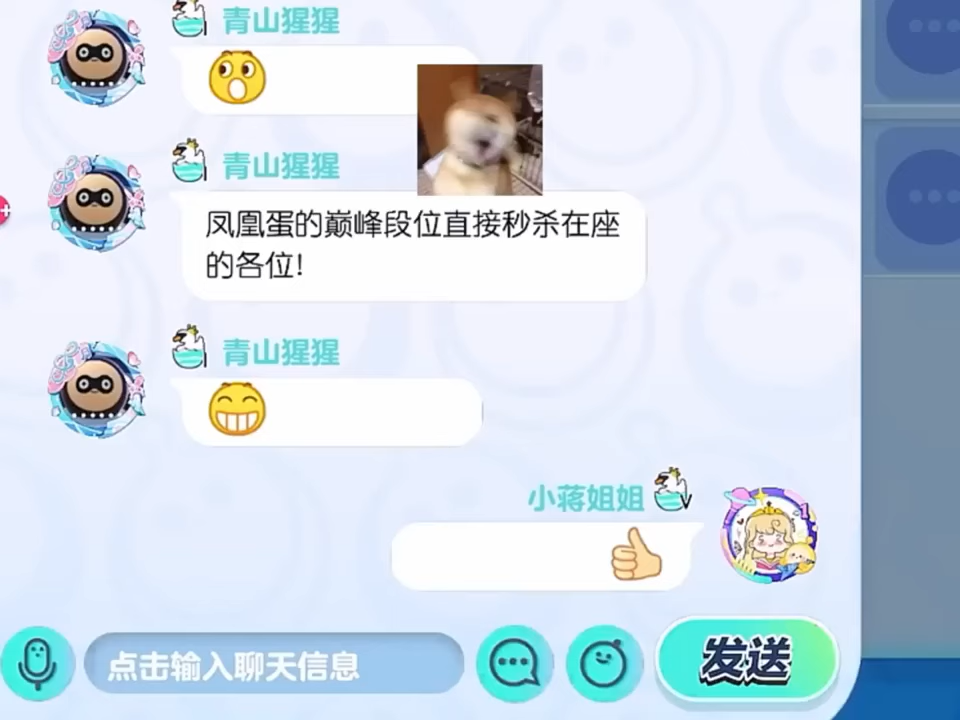 青山猩猩
青山猩猩
凤凰蛋的巅峰段位直接秒杀在座
的各位!
青山猩猩
小蒋姐姐
点击输入聊天信息
发送